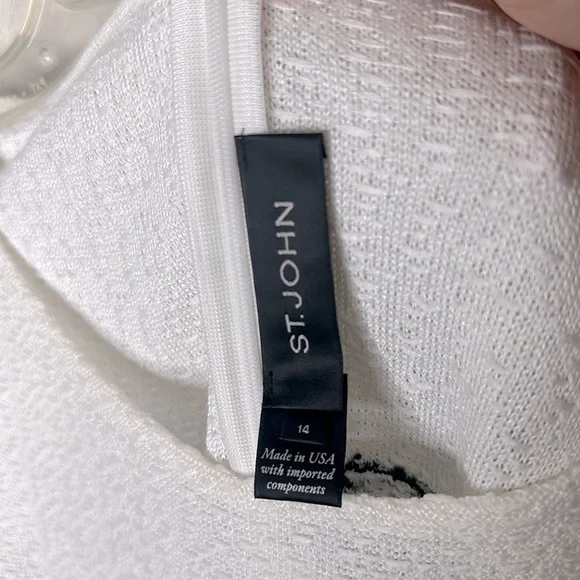 ST. JOHN
14
Made in USA
with imported
components